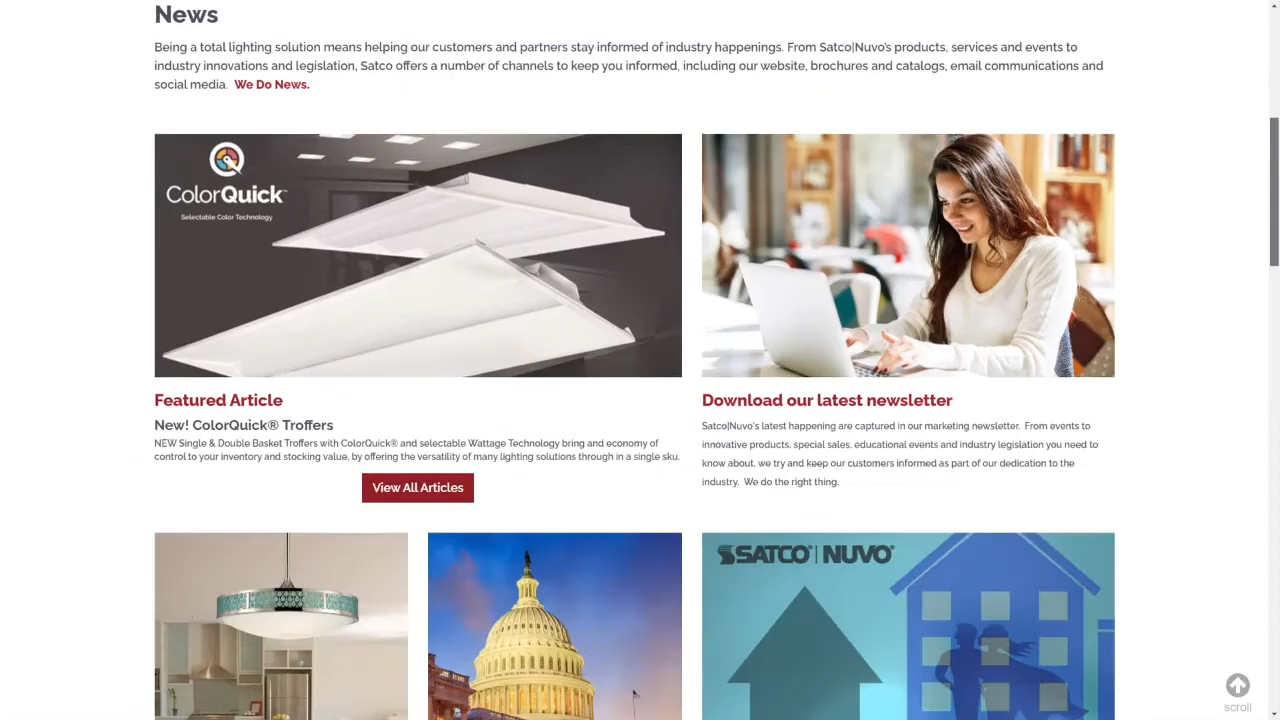 News
Being a total lighting solution means helping our customers and partners stay informed of industry happenings. From Satco|Nuvo's products, services and events to
industry innovations and legislation, Satco offers a number of channels to keep you informed, including our website, brochures and catalogs, email communications and
social media. We Do News.
ColorQuick™
Selectable Color Technology
Featured Article
New! ColorQuick® Troffers
NEW Single & Double Basket Troffers with ColorQuick® and selectable Wattage Technology bring and economy of
control to your inventory and stocking value, by offering the versatility of many lighting solutions through in a single sku.
View All Articles
Download our latest newsletter
Satco|Nuvo's latest happening are captured in our marketing newsletter. From events to
innovative products, special sales, educational events and industry legislation you need to
know about, we try and keep our customers informed as part of our dedication to the
industry. We do the right thing.
SATCO® | NUVO®
scroll